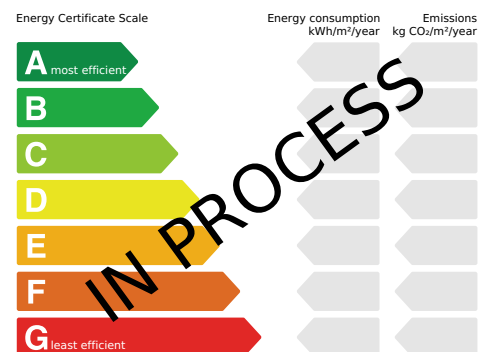 Energy Certificate Scale
Energy consumption
kWh/m²/year
Emissions
kg CO₂/m²/year
A most efficient
B
C
D
E
F
G least efficient
IN PROCESS